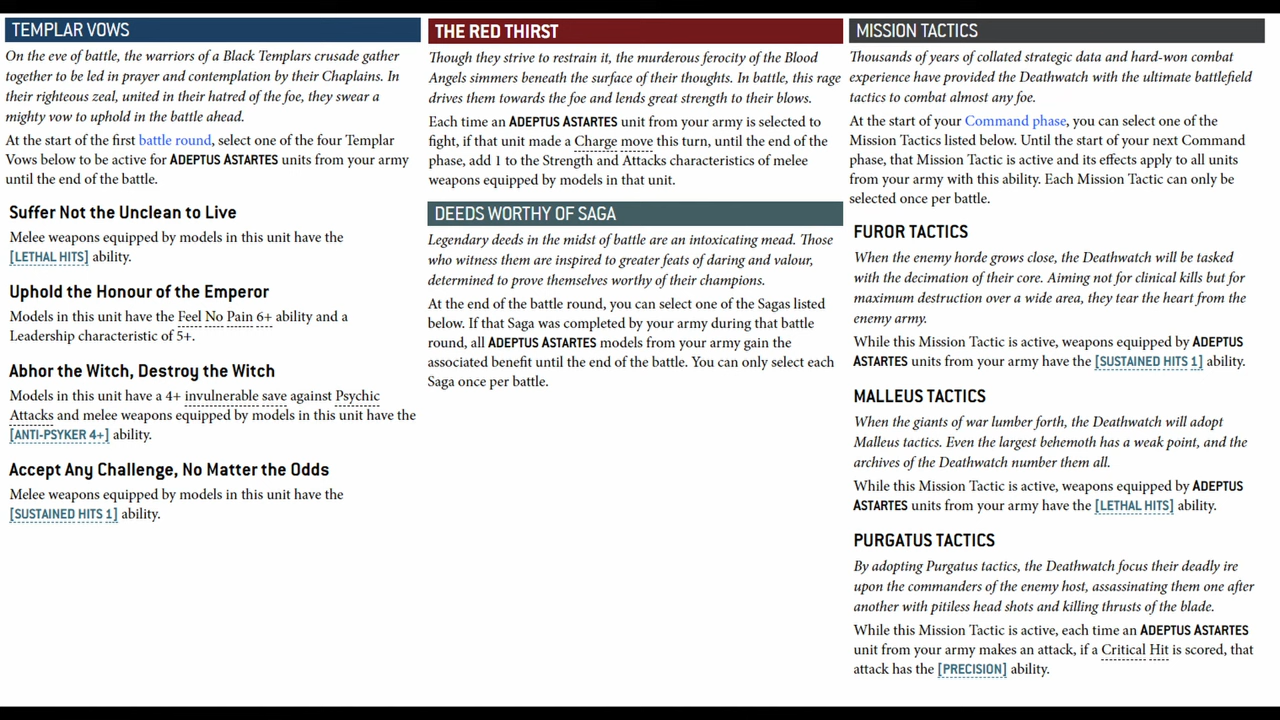 TEMPLAR VOWS
On the eve of battle, the warriors of a Black Templars crusade gather
together to be led in prayer and contemplation by their Chaplains. In
their righteous zeal, united in their hatred of the foe, they swear a
mighty vow to uphold in the battle ahead.
At the start of the first battle round, select one of the four Templar
Vows below to be active for ADEPTUS ASTARTES units from your army
until the end of the battle.
Suffer Not the Unclean to Live
Melee weapons equipped by models in this unit have the
[LETHAL HITS] ability.
Uphold the Honour of the Emperor
Models in this unit have the Feel No Pain 6+ ability and a
Leadership characteristic of 5+.
Abhor the Witch, Destroy the Witch
Models in this unit have a 4+ invulnerable save against Psychic
Attacks and melee weapons equipped by models in this unit have the
[ANTI-PSYKER 4+] ability.
Accept Any Challenge, No Matter the Odds
Melee weapons equipped by models in this unit have the
[SUSTAINED HITS 1] ability.
THE RED THIRST
Though they strive to restrain it, the murderous ferocity of the Blood
Angels simmers beneath the surface of their thoughts. In battle, this rage
drives them towards the foe and lends great strength to their blows.
Each time an ADEPTUS ASTARTES unit from your army is selected to
fight, if that unit made a Charge move this turn, until the end of the
phase, add 1 to the Strength and Attacks characteristics of melee
weapons equipped by models in that unit.
DEEDS WORTHY OF SAGA
Legendary deeds in the midst of battle are an intoxicating mead. Those
who witness them are inspired to greater feats of daring and valour,
determined to prove themselves worthy of their champions.
At the end of the battle round, you can select one of the Sagas listed
below. If that Saga was completed by your army during that battle
round, all ADEPTUS ASTARTES models from your army gain the
associated benefit until the end of the battle. You can only select each
Saga once per battle.
MISSION TACTICS
Thousands of years of collated strategic data and hard-won combat
experience have provided the Deathwatch with the ultimate battlefield
tactics to combat almost any foe.
At the start of your Command phase, you can select one of the
Mission Tactics listed below. Until the start of your next Command
phase, that Mission Tactic is active and its effects apply to all units
from your army with this ability. Each Mission Tactic can only be
selected once per battle.
FUROR TACTICS
When the enemy horde grows close, the Deathwatch will be tasked
with the decimation of their core. Aiming not for clinical kills but for
maximum destruction over a wide area, they tear the heart from the
enemy army.
While this Mission Tactic is active, weapons equipped by ADEPTUS
ASTARTES units from your army have the [SUSTAINED HITS 1] ability.
MALLEUS TACTICS
When the giants of war lumber forth, the Deathwatch will adopt
Malleus tactics. Even the largest behemoth has a weak point, and the
archives of the Deathwatch number them all.
While this Mission Tactic is active, weapons equipped by ADEPTUS
ASTARTES units from your army have the [LETHAL HITS] ability.
PURGATUS TACTICS
By adopting Purgatus tactics, the Deathwatch focus their deadly ire
upon the commanders of the enemy host, assassinating them one after
another with pitiless head shots and killing thrusts of the blade.
While this Mission Tactic is active, each time an ADEPTUS ASTARTES
unit from your army makes an attack, if a Critical Hit is scored, that
attack has the [PRECISION] ability.